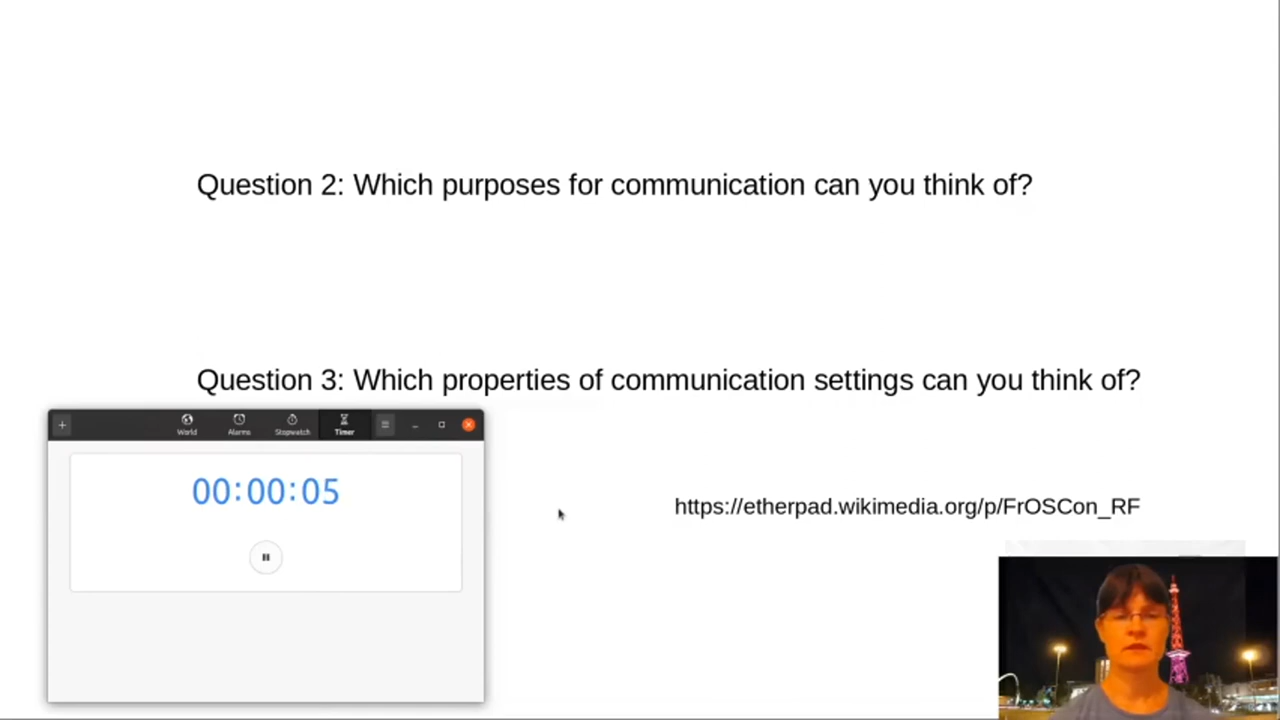 Question 2: Which purposes for communication can you think of?
Question 3: Which properties of communication settings can you think of?
World
Alarms
Stopwatch
Timer
00:00:05
https://etherpad.wikimedia.org/p/FrOSCon_RF